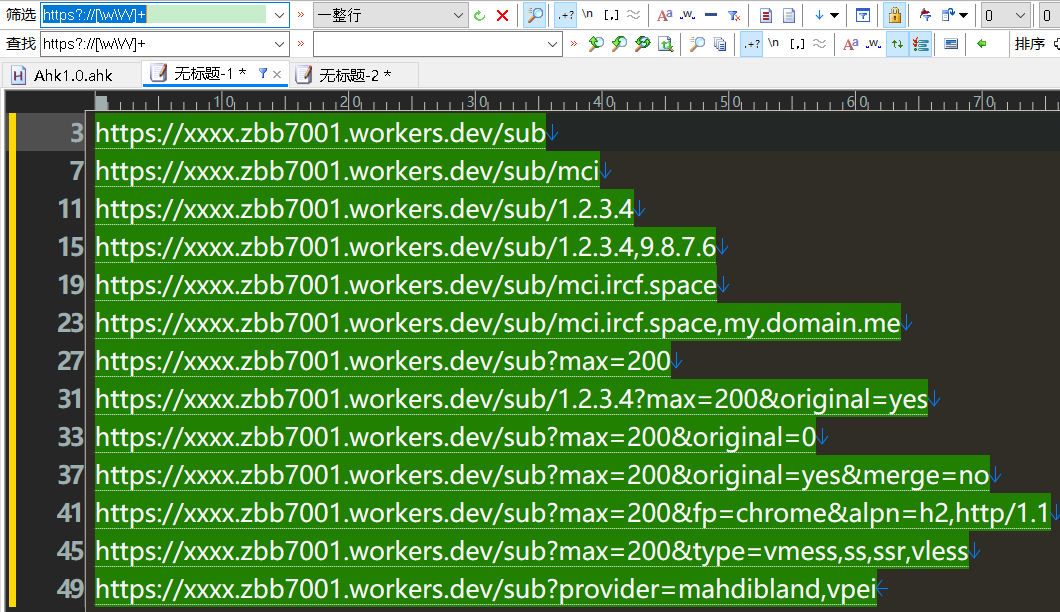 筛选 https?://[\w\W]+ 一整行 .+? \n [,] Aa .w. 0 0
查找 https?://[\w\W]+ .+? \n [,] Aa .w. 排序
Ahk1.0.ahk 无标题-1 * 无标题-2 *
10 20 30 40 50 60 70
3 https://xxxx.zbb7001.workers.dev/sub
7 https://xxxx.zbb7001.workers.dev/sub/mci
11 https://xxxx.zbb7001.workers.dev/sub/1.2.3.4
15 https://xxxx.zbb7001.workers.dev/sub/1.2.3.4,9.8.7.6
19 https://xxxx.zbb7001.workers.dev/sub/mci.ircf.space
23 https://xxxx.zbb7001.workers.dev/sub/mci.ircf.space,my.domain.me
27 https://xxxx.zbb7001.workers.dev/sub?max=200
31 https://xxxx.zbb7001.workers.dev/sub/1.2.3.4?max=200&original=yes
33 https://xxxx.zbb7001.workers.dev/sub?max=200&original=0
37 https://xxxx.zbb7001.workers.dev/sub?max=200&original=yes&merge=no
41 https://xxxx.zbb7001.workers.dev/sub?max=200&fp=chrome&alpn=h2,http/1.1
45 https://xxxx.zbb7001.workers.dev/sub?max=200&type=vmess,ss,ssr,vless
49 https://xxxx.zbb7001.workers.dev/sub?provider=mahdibland,vpei